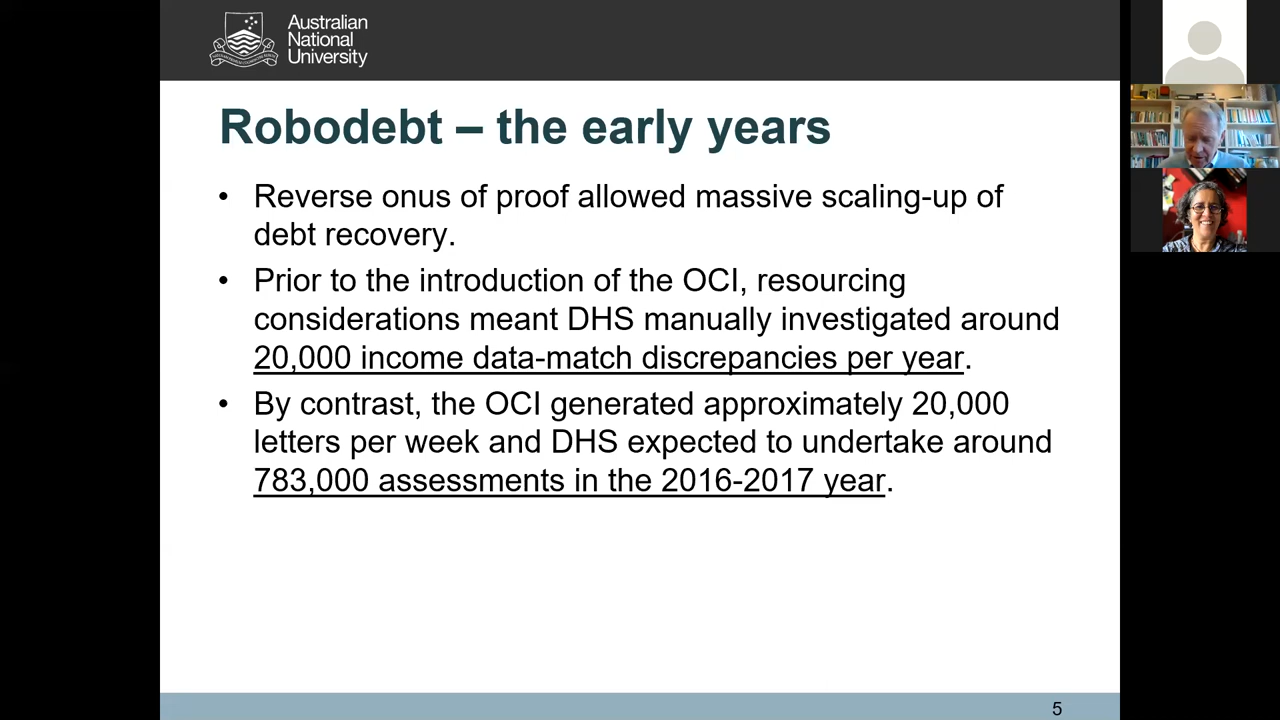 Australian
National
University
Robodebt – the early years
• Reverse onus of proof allowed massive scaling-up of
debt recovery.
• Prior to the introduction of the OCI, resourcing
considerations meant DHS manually investigated around
20,000 income data-match discrepancies per year.
• By contrast, the OCI generated approximately 20,000
letters per week and DHS expected to undertake around
783,000 assessments in the 2016-2017 year.
5